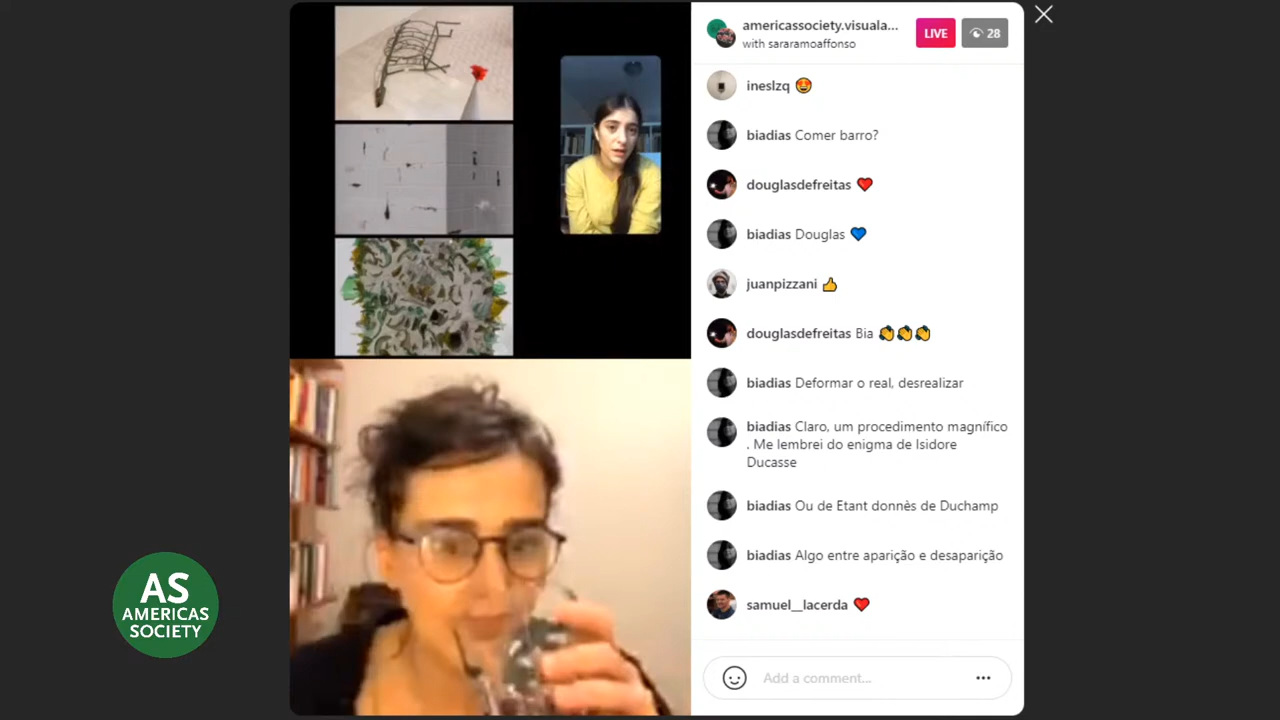 americassociety.visuala...
with sararamoaffonso
LIVE
28
ineslzq
biadias Comer barro?
douglasdefreitas
biadias Douglas
juanpizzani
douglasdefreitas Bia
biadias Deformar o real, desrealizar
biadias Claro, um procedimento magnífico
. Me lembrei do enigma de Isidore
Ducasse
biadias Ou de Etant donnès de Duchamp
biadias Algo entre aparição e desaparição
samuel__lacerda
Add a comment...
AS
AMERICAS
SOCIETY